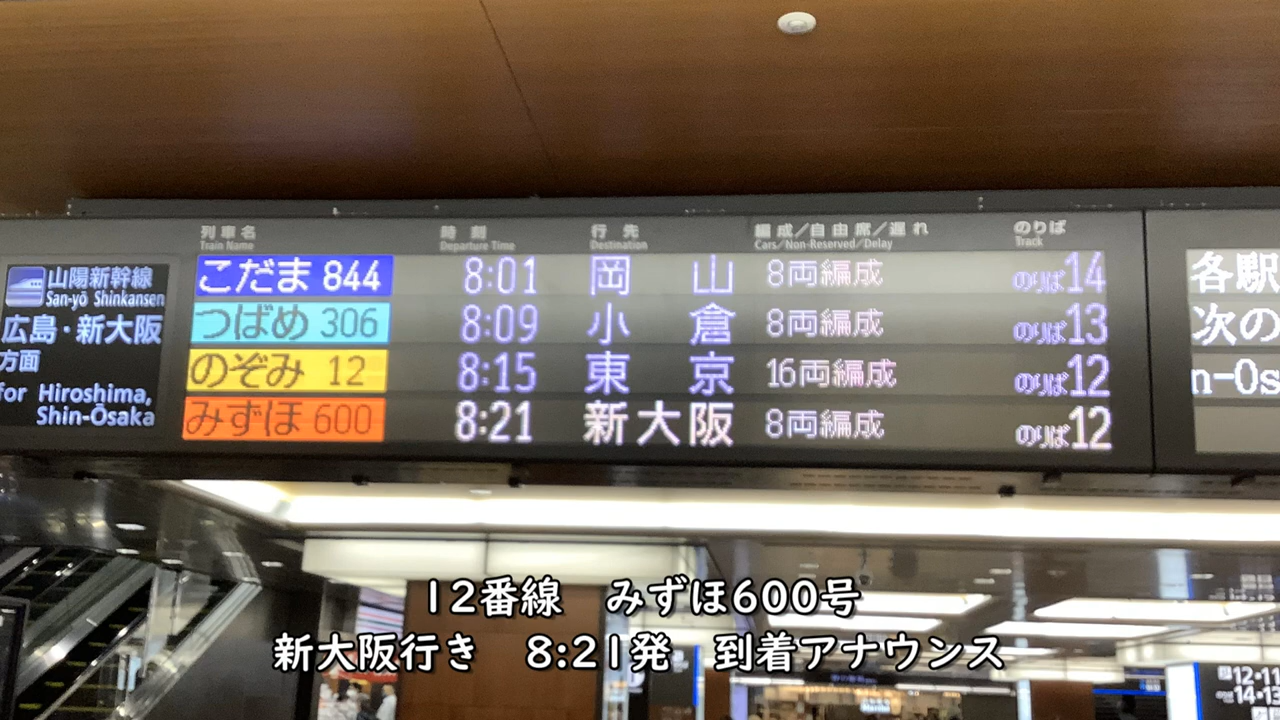 列車名 時刻 行先 編成/自由席/遅れ のりば
Train Name Departure Time Destination Cars/Non-Reserved/Delay Track
山陽新幹線
San-yō Shinkansen
広島・新大阪
方面
for Hiroshima,
Shin-Ōsaka
こだま 844 8:01 岡山 8両編成 のりば14
つばめ 306 8:09 小倉 8両編成 のりば13
のぞみ 12 8:15 東京 16両編成 のりば12
みずほ 600 8:21 新大阪 8両編成 のりば12
各駅
次の
n-Os
12番線 みずほ600号
新大阪行き 8:21発 到着アナウンス
12・11
14・13